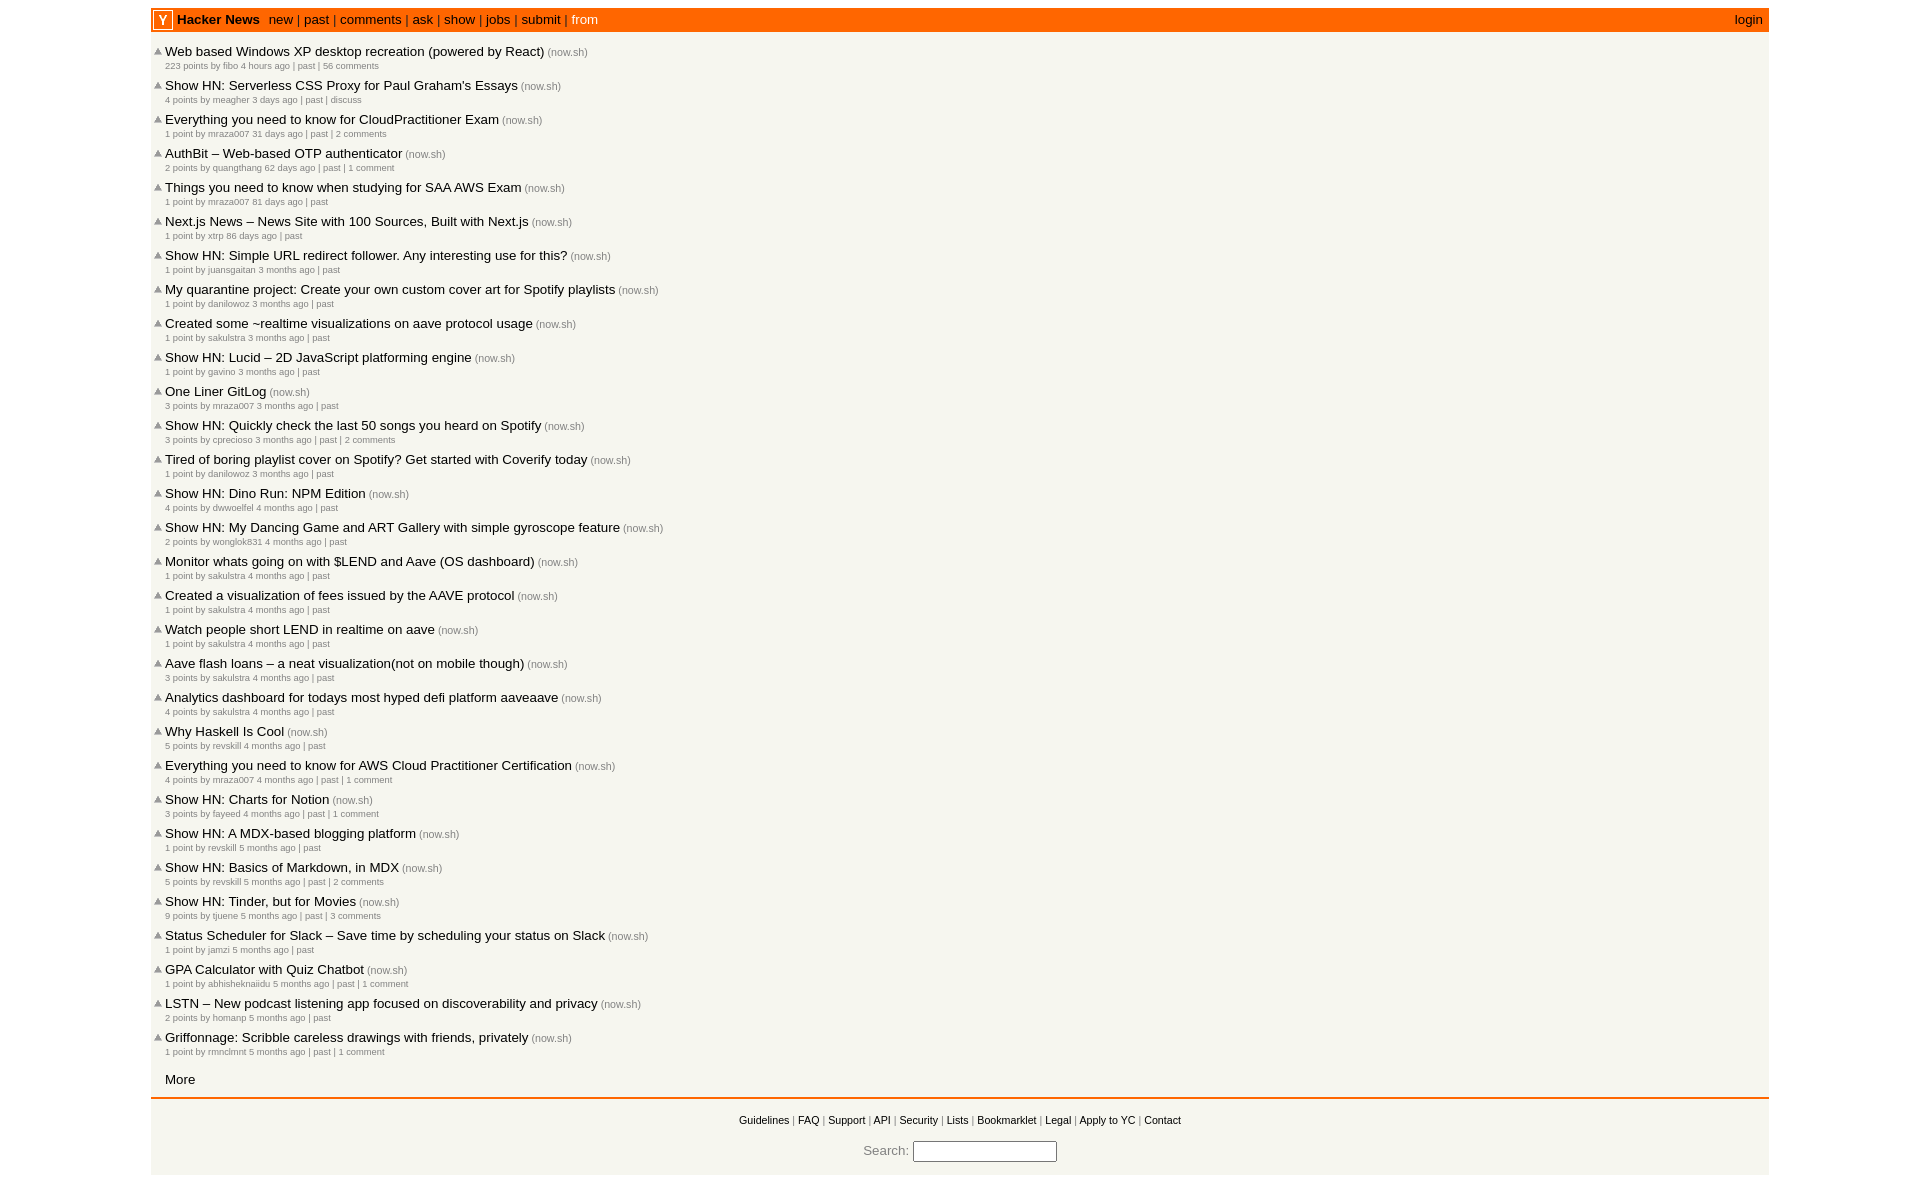 Y Hacker News new | past | comments | ask | show | jobs | submit | from login
Web based Windows XP desktop recreation (powered by React) (now.sh)
223 points by fibo 4 hours ago | past | 56 comments
Show HN: Serverless CSS Proxy for Paul Graham's Essays (now.sh)
4 points by meagher 3 days ago | past | discuss
Everything you need to know for CloudPractitioner Exam (now.sh)
1 point by mraza007 31 days ago | past | 2 comments
AuthBit – Web-based OTP authenticator (now.sh)
2 points by quangthang 62 days ago | past | 1 comment
Things you need to know when studying for SAA AWS Exam (now.sh)
1 point by mraza007 81 days ago | past
Next.js News – News Site with 100 Sources, Built with Next.js (now.sh)
1 point by xtrp 86 days ago | past
Show HN: Simple URL redirect follower. Any interesting use for this? (now.sh)
1 point by juansgaitan 3 months ago | past
My quarantine project: Create your own custom cover art for Spotify playlists (now.sh)
1 point by danilowoz 3 months ago | past
Created some ~realtime visualizations on aave protocol usage (now.sh)
1 point by sakulstra 3 months ago | past
Show HN: Lucid – 2D JavaScript platforming engine (now.sh)
1 point by gavino 3 months ago | past
One Liner GitLog (now.sh)
3 points by mraza007 3 months ago | past
Show HN: Quickly check the last 50 songs you heard on Spotify (now.sh)
3 points by cprecioso 3 months ago | past | 2 comments
Tired of boring playlist cover on Spotify? Get started with Coverify today (now.sh)
1 point by danilowoz 3 months ago | past
Show HN: Dino Run: NPM Edition (now.sh)
4 points by dwwoelfel 4 months ago | past
Show HN: My Dancing Game and ART Gallery with simple gyroscope feature (now.sh)
2 points by wonglok831 4 months ago | past
Monitor whats going on with $LEND and Aave (OS dashboard) (now.sh)
1 point by sakulstra 4 months ago | past
Created a visualization of fees issued by the AAVE protocol (now.sh)
1 point by sakulstra 4 months ago | past
Watch people short LEND in realtime on aave (now.sh)
1 point by sakulstra 4 months ago | past
Aave flash loans – a neat visualization(not on mobile though) (now.sh)
3 points by sakulstra 4 months ago | past
Analytics dashboard for todays most hyped defi platform aaveaave (now.sh)
4 points by sakulstra 4 months ago | past
Why Haskell Is Cool (now.sh)
5 points by revskill 4 months ago | past
Everything you need to know for AWS Cloud Practitioner Certification (now.sh)
4 points by mraza007 4 months ago | past | 1 comment
Show HN: Charts for Notion (now.sh)
3 points by fayeed 4 months ago | past | 1 comment
Show HN: A MDX-based blogging platform (now.sh)
1 point by revskill 5 months ago | past
Show HN: Basics of Markdown, in MDX (now.sh)
5 points by revskill 5 months ago | past | 2 comments
Show HN: Tinder, but for Movies (now.sh)
9 points by tjuene 5 months ago | past | 3 comments
Status Scheduler for Slack – Save time by scheduling your status on Slack (now.sh)
1 point by jamzi 5 months ago | past
GPA Calculator with Quiz Chatbot (now.sh)
1 point by abhisheknaiidu 5 months ago | past | 1 comment
LSTN – New podcast listening app focused on discoverability and privacy (now.sh)
2 points by homanp 5 months ago | past
Griffonnage: Scribble careless drawings with friends, privately (now.sh)
1 point by rmnclmnt 5 months ago | past | 1 comment
More
Guidelines | FAQ | Support | API | Security | Lists | Bookmarklet | Legal | Apply to YC | Contact
Search: